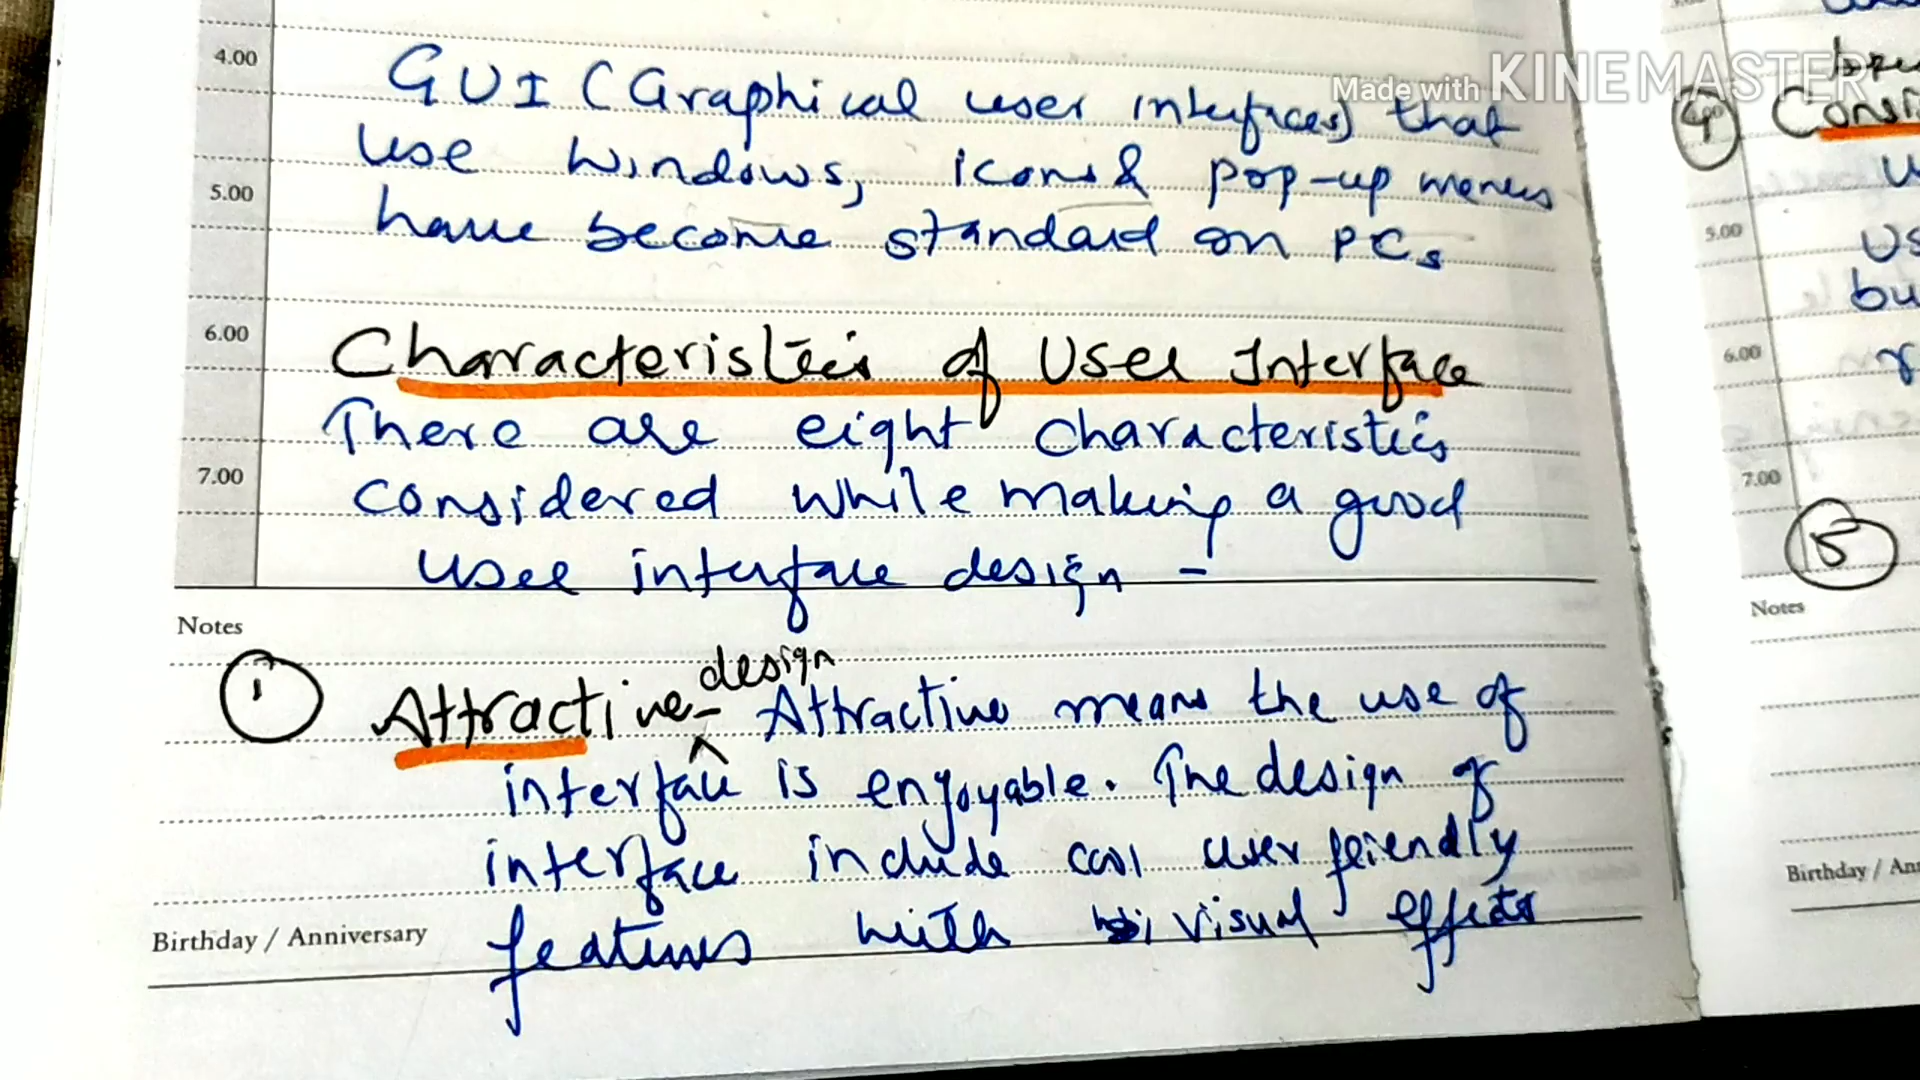 4.00
GUI (Graphical user interfaces) that
use windows, icons & pop-up menus
5.00
have become standard on PCs
6.00
Characteristics of User Interface
There are eight characteristics
7.00
considered while making a good
user interface design -
Notes
1 Attractive design - Attractive means the use of
interface is enjoyable. The design of
interface include cool user friendly
features with visual effects
Birthday / Anniversary
Made with KINEMASTER
4
5.00
bu
6.00
7.00
5
Notes
Birthday / Ann